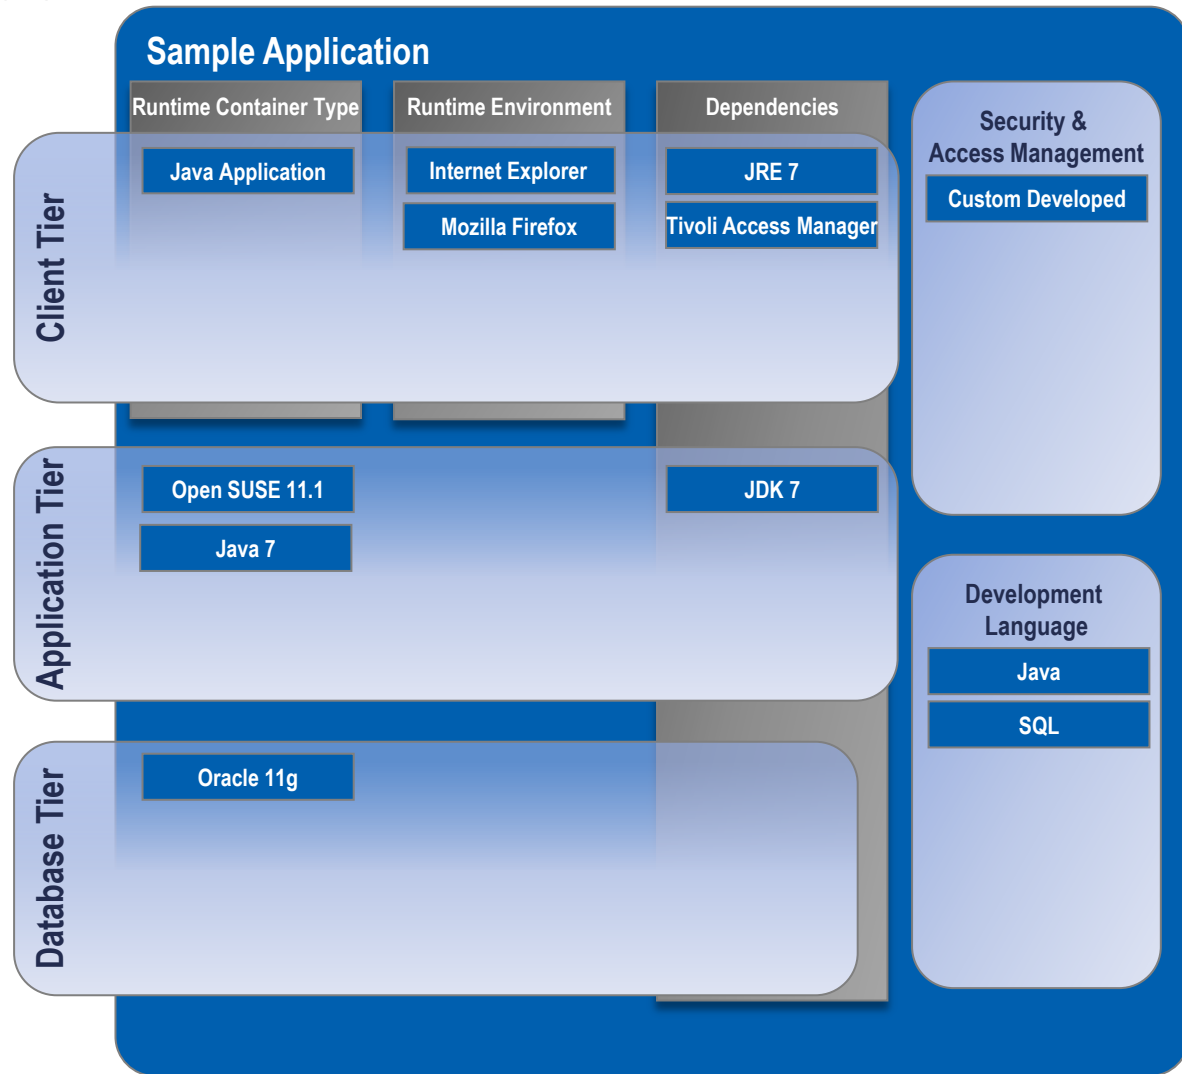 Sample Application
Runtime Container Type
Runtime Environment
Dependencies
Client Tier
Java Application
Internet Explorer
Mozilla Firefox
JRE 7
Tivoli Access Manager
Application Tier
Open SUSE 11.1
Java 7
JDK 7
Database Tier
Oracle 11g
Security &
Access Management
Custom Developed
Development
Language
Java
SQL